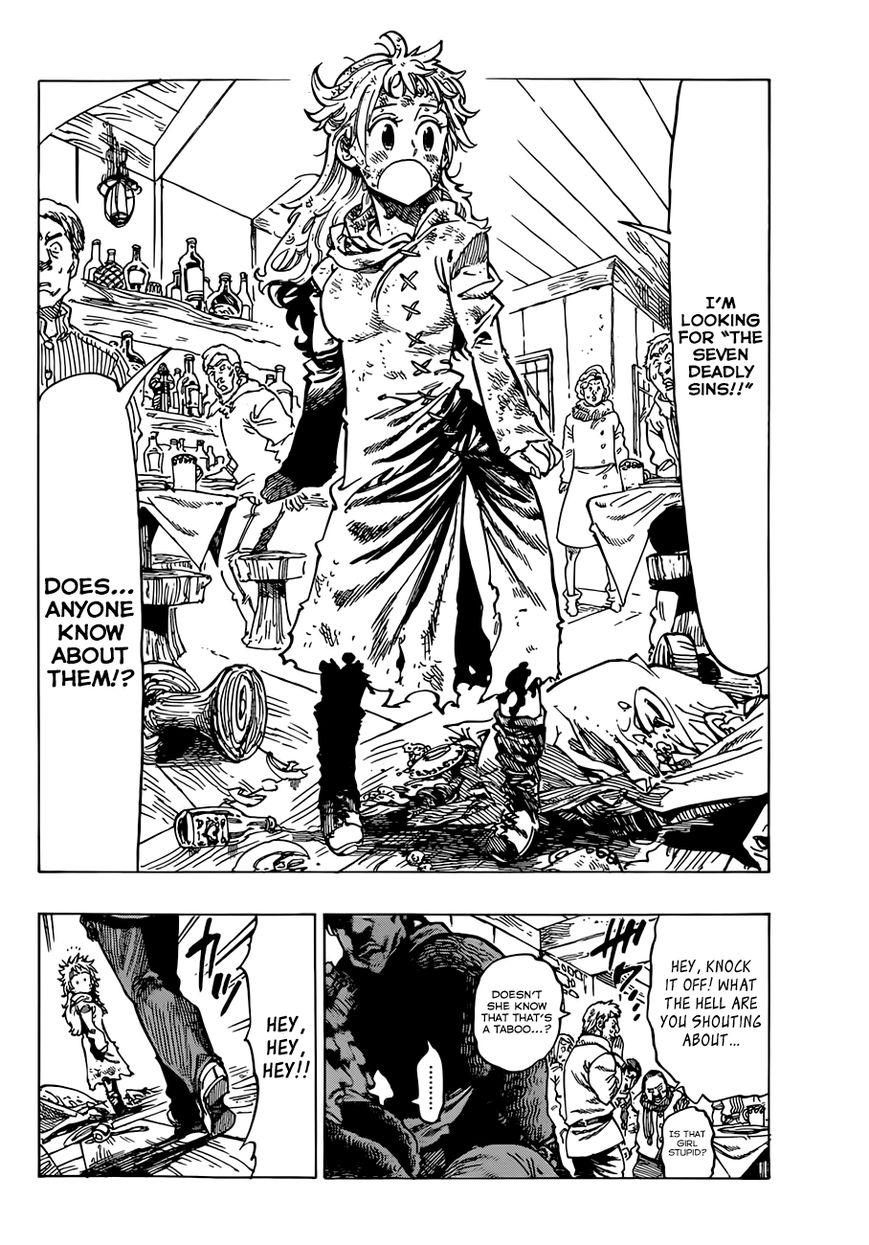 I'M
LOOKING
FOR "THE
SEVEN
DEADLY
SINS!!"
DOES...
ANYONE
KNOW
ABOUT
THEM!?
HEY, KNOCK
IT OFF! WHAT
THE HELL ARE
YOU SHOUTING
ABOUT...
IS THAT
GIRL
STUPID?
DOESN'T
SHE KNOW
THAT THAT'S
A TABOO...?
........
HEY,
HEY,
HEY!!